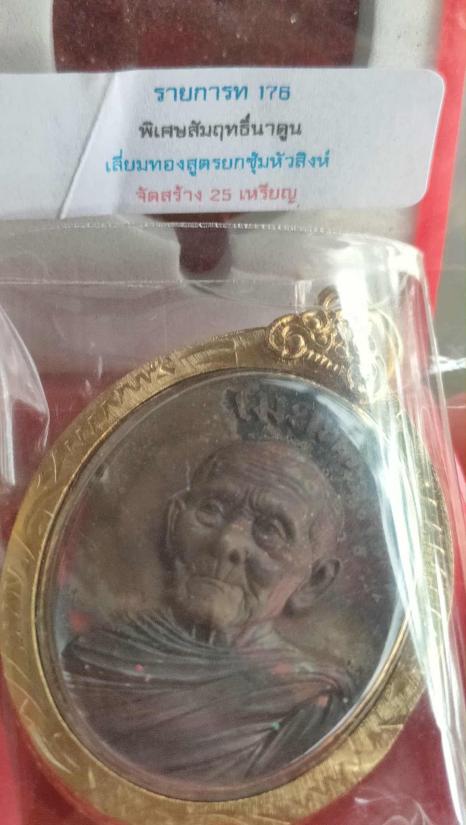 รายการท 176
พิเศษสัมฤทธิ์นาดูน
เลี่ยมทองสูตรยกซุ้มหัวสิงห์
จัดสร้าง 25 เหรียญ